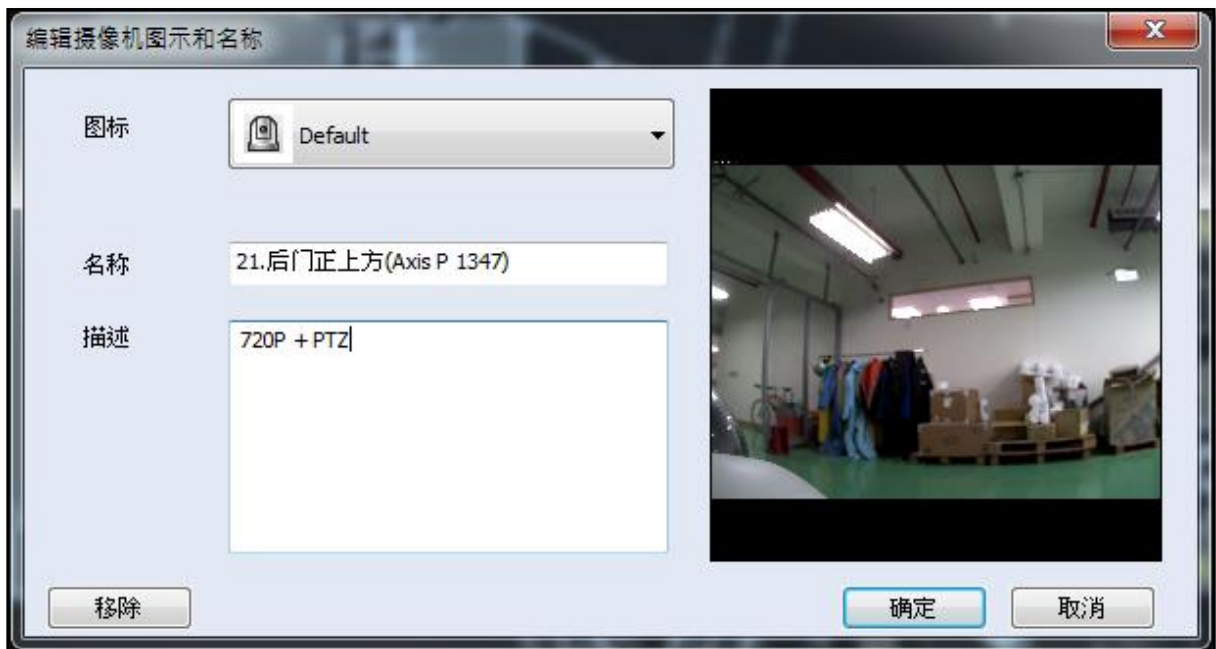 编辑摄像机图示和名称
图标
Default
名称
21.后门正上方(Axis P 1347)
描述
720P + PTZ
移除
确定
取消